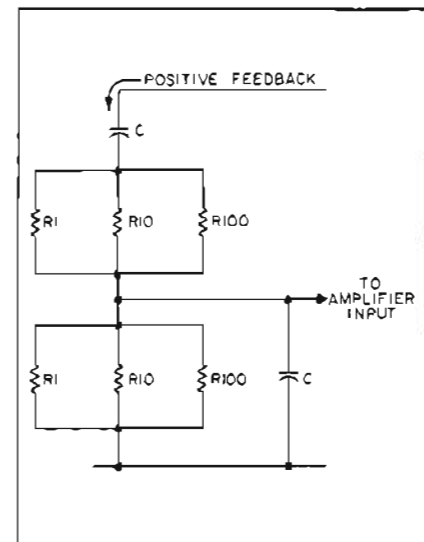 POSITIVE FEEDBACK
C
R1 R10 R100
TO
AMPLIFIER
INPUT
R1 R10 R100 C